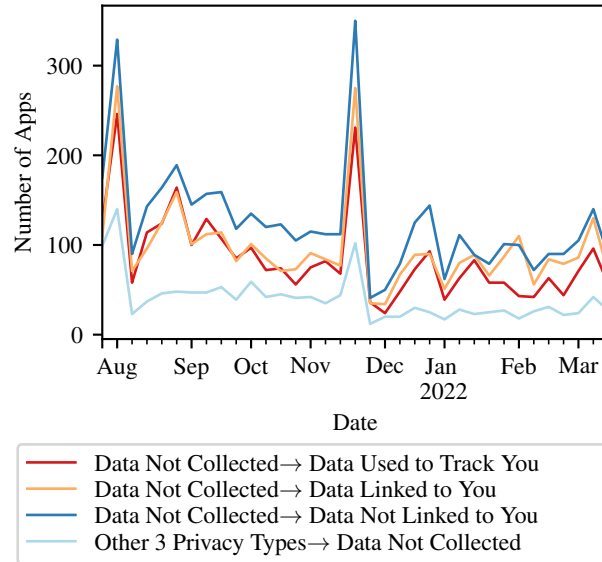 300
200
100
0
Number of Apps
Aug Sep Oct Nov Dec Jan Feb Mar
2022
Date
Data Not Collected→ Data Used to Track You
Data Not Collected→ Data Linked to You
Data Not Collected→ Data Not Linked to You
Other 3 Privacy Types→ Data Not Collected